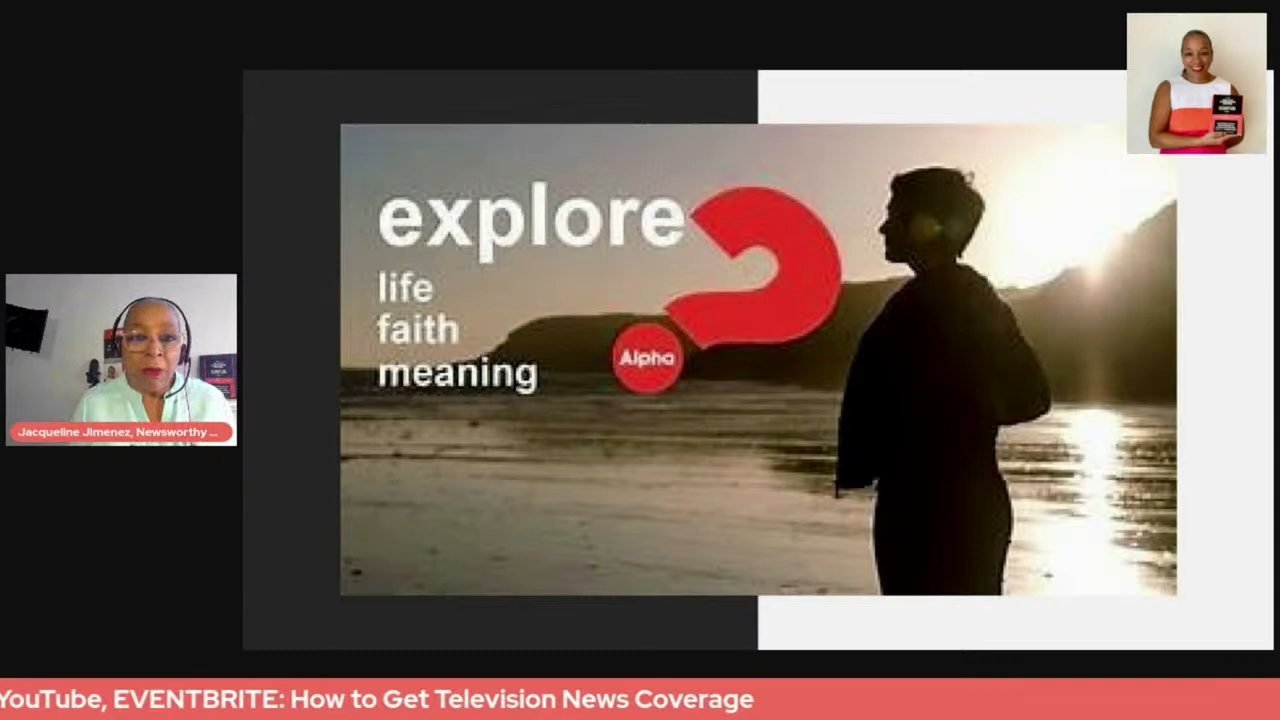 explore
life
faith
meaning
Alpha
Jacqueline Jimenez, Newsworthy ...
YouTube, EVENTBRITE: How to Get Television News Coverage